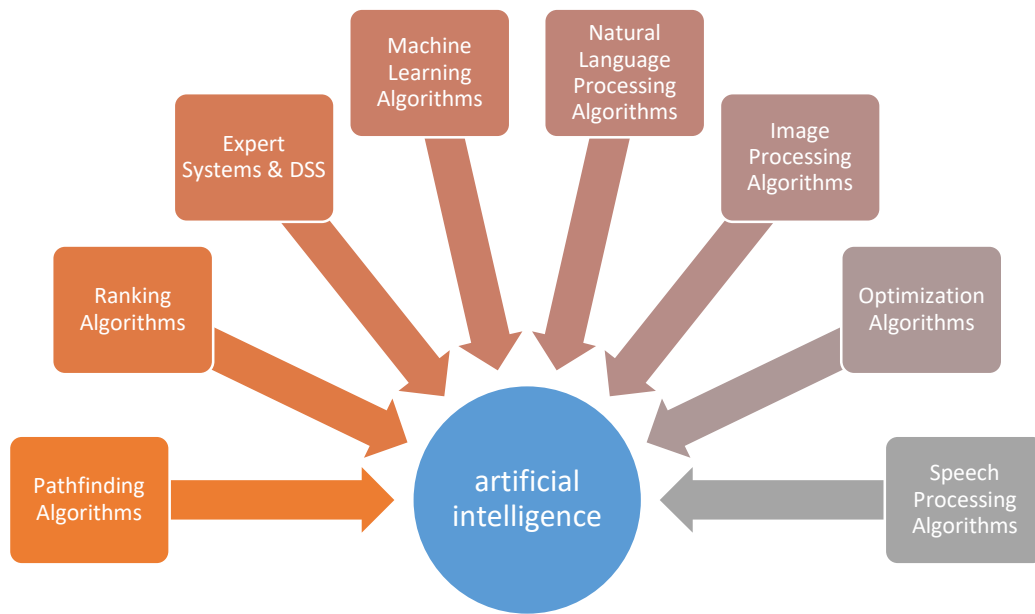 Machine
Learning
Algorithms
Natural
Language
Processing
Algorithms
Expert
Systems & DSS
Image
Processing
Algorithms
Ranking
Algorithms
Optimization
Algorithms
Pathfinding
Algorithms
artificial
intelligence
Speech
Processing
Algorithms